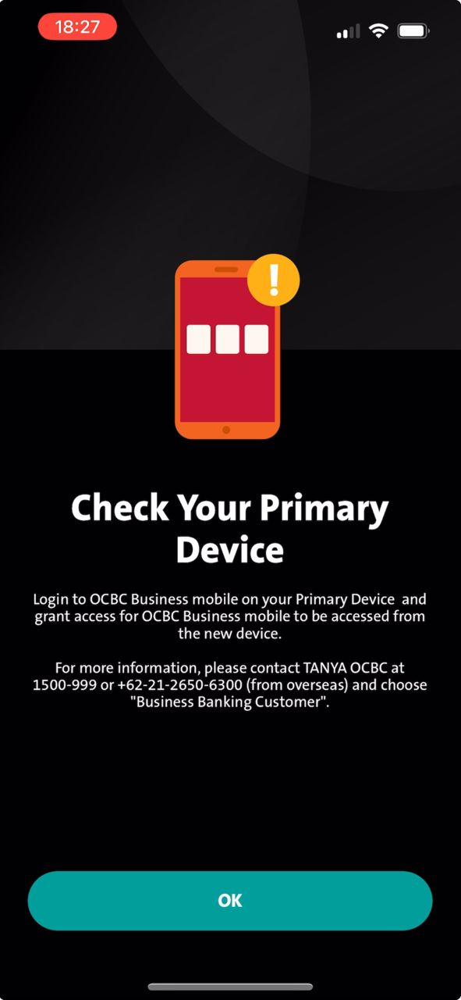 18:27
!
Check Your Primary
Device
Login to OCBC Business mobile on your Primary Device and
grant access for OCBC Business mobile to be accessed from
the new device.
For more information, please contact TANYA OCBC at
1500-999 or +62-21-2650-6300 (from overseas) and choose
"Business Banking Customer".
OK